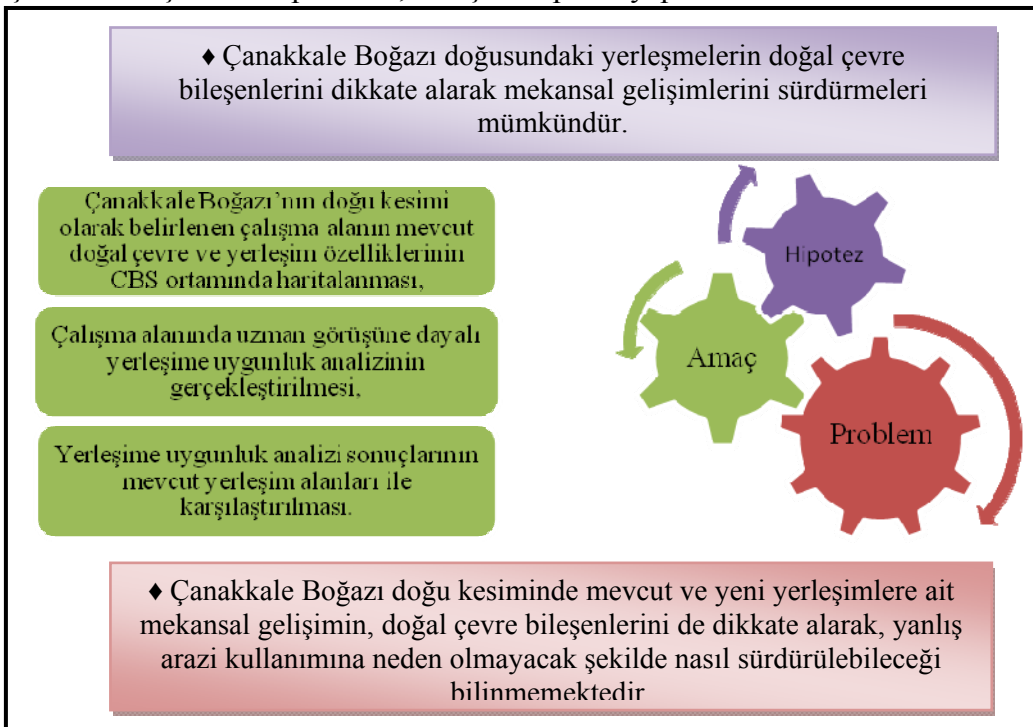 ♦ Çanakkale Boğazı doğusundaki yerleşmelerin doğal çevre
bileşenlerini dikkate alarak mekansal gelişimlerini sürdürmeleri
mümkündür.
Çanakkale Boğazı’nın doğu kesimi
olarak belirlenen çalışma alanın mevcut
doğal çevre ve yerleşim özelliklerinin
CBS ortamında haritalanması,
Çalışma alanında uzman görüşüne dayalı
yerleşime uygunluk analizinin
gerçekleştirilmesi,
Yerleşime uygunluk analizi sonuçlarının
mevcut yerleşim alanları ile
karşılaştırılması.
Hipotez
Amaç
Problem
♦ Çanakkale Boğazı doğu kesiminde mevcut ve yeni yerleşimlere ait
mekansal gelişimin, doğal çevre bileşenlerini de dikkate alarak, yanlış
arazi kullanımına neden olmayacak şekilde nasıl sürdürülebileceği
bilinmemektedir